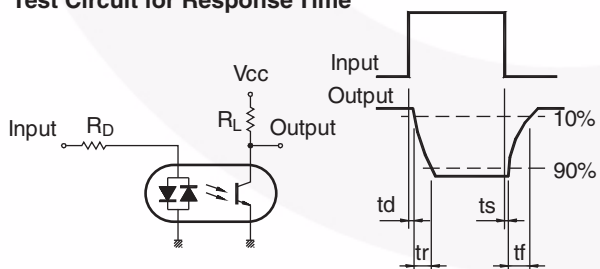 Test Circuit for Response Time
Input
Output
Vcc
Input
RD
RL
Output
10%
90%
td
ts
tr
tf